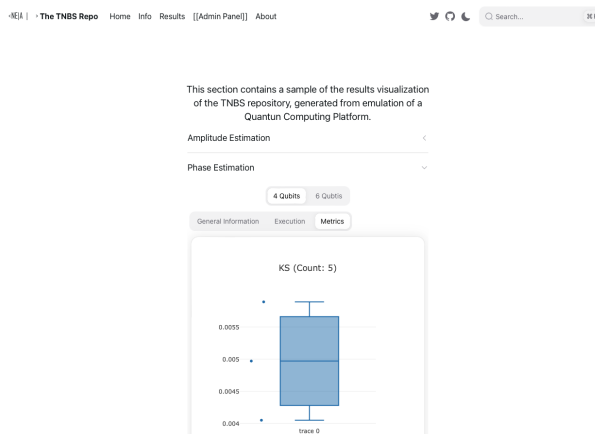 ‹NE|A|› The TNBS Repo Home Info Results [[Admin Panel]] About Search... ⌘
This section contains a sample of the results visualization
of the TNBS repository, generated from emulation of a
Quantun Computing Platform.
Amplitude Estimation
Phase Estimation
4 Qubits 6 Qubtis
General Information Execution Metrics
KS (Count: 5)
0.0055
0.005
0.0045
0.004
trace 0